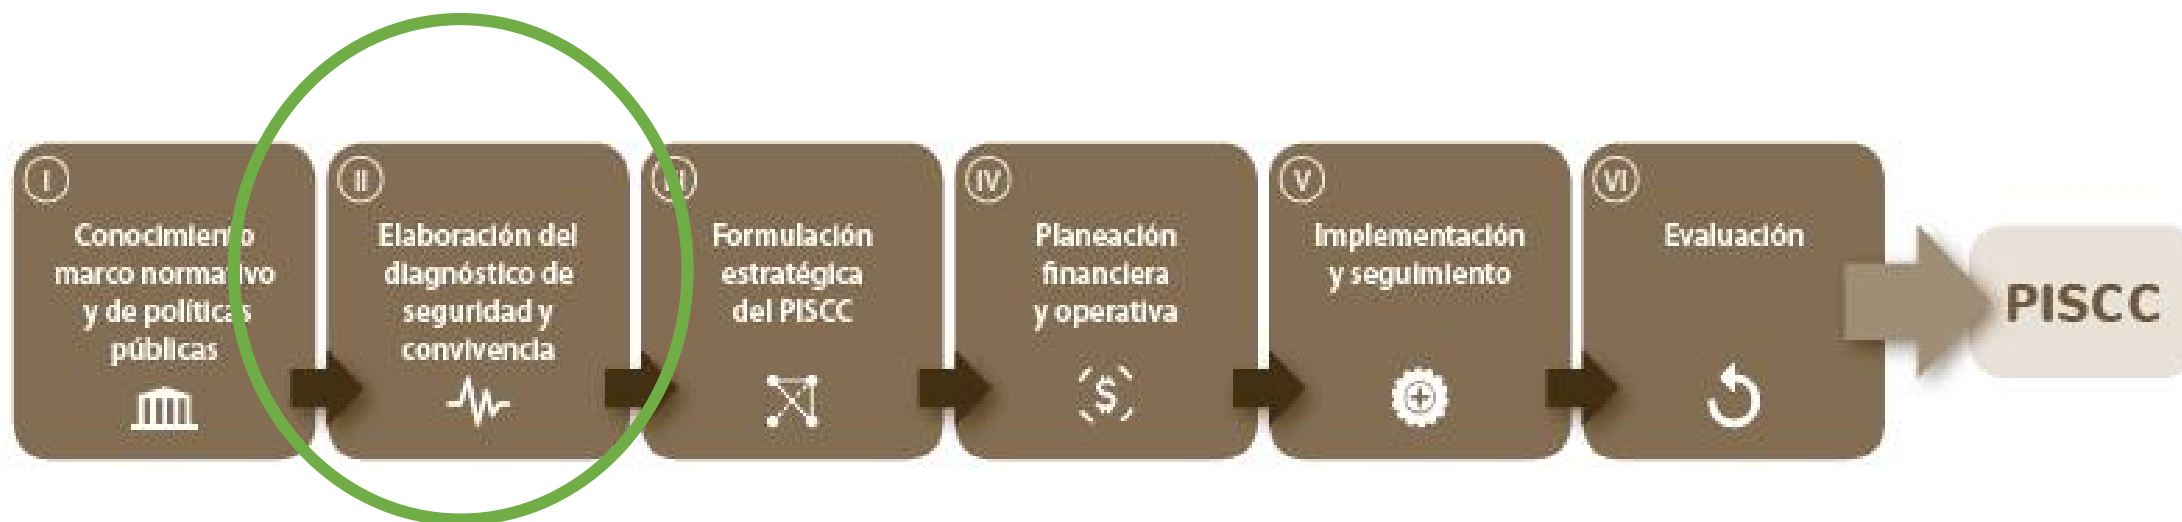 I
Conocimiento
marco normativo
y de políticas
públicas
II
Elaboración del
diagnóstico de
seguridad y
convivencia
III
Formulación
estratégica
del PISCC
IV
Planeación
financiera
y operativa
$
V
Implementación
y seguimiento
VI
Evaluación
PISCC